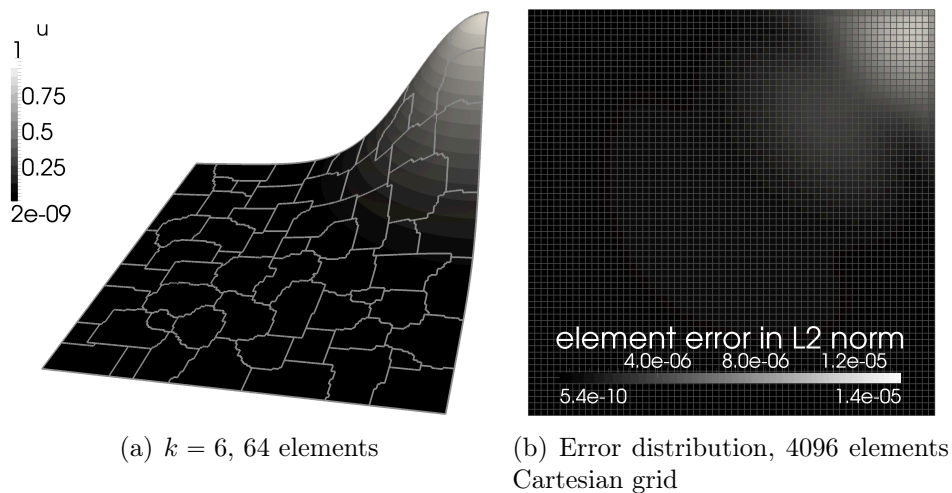 u
1
0.75
0.5
0.25
2e-09
element error in L2 norm
4.0e-06 8.0e-06 1.2e-05
5.4e-10 1.4e-05
(a) k = 6, 64 elements
(b) Error distribution, 4096 elements
Cartesian grid